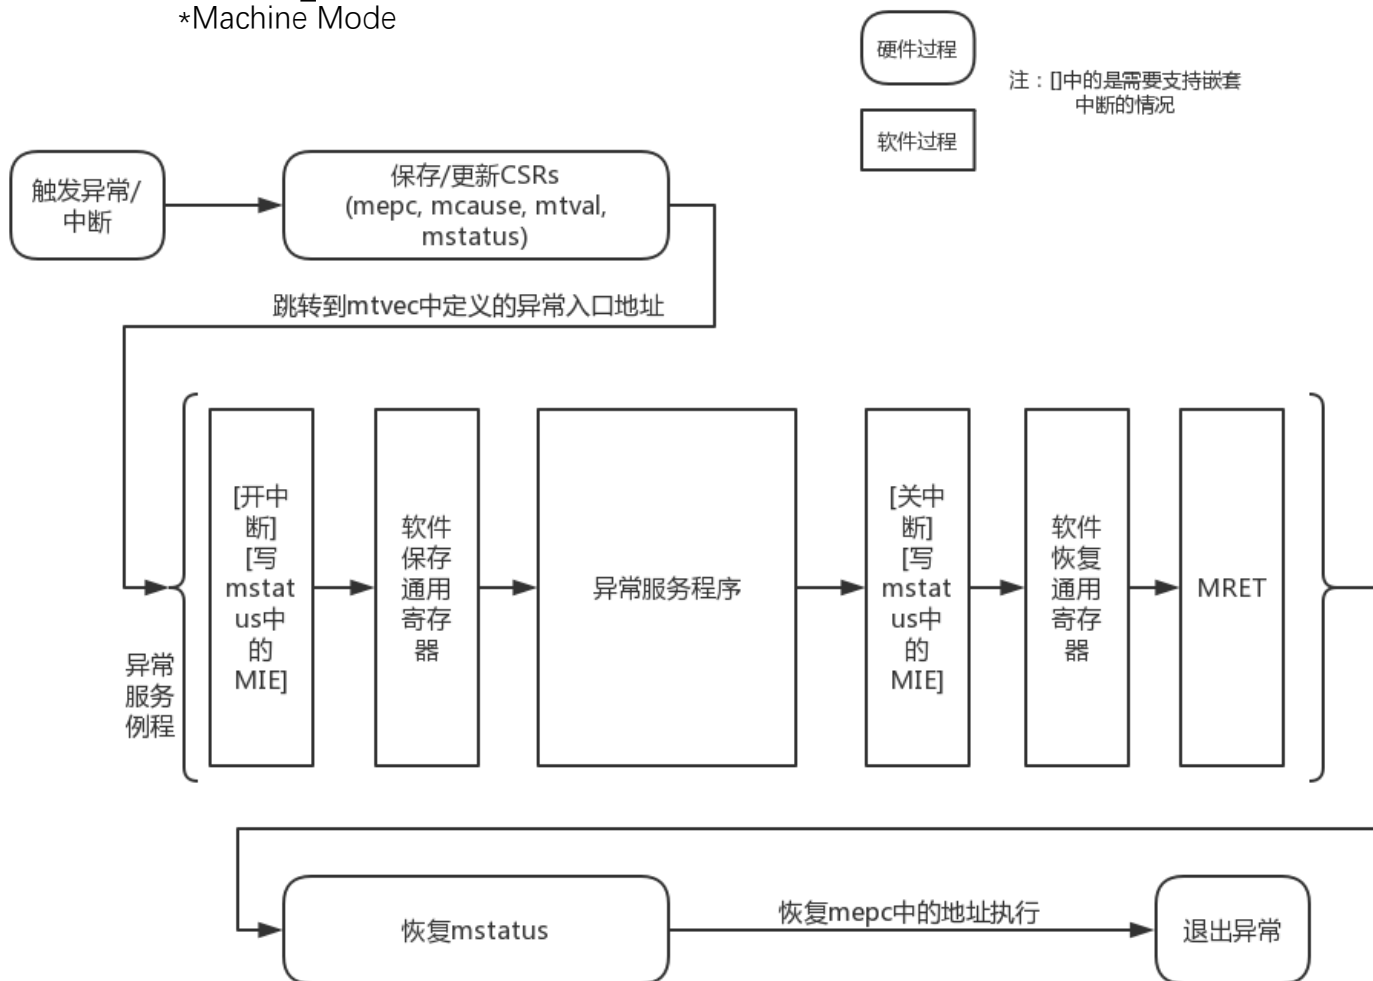 *Machine Mode
硬件过程
注：[]中的是需要支持嵌套
中断的情况
软件过程
触发异常/
中断
保存/更新CSRs
(mepc, mcause, mtval,
mstatus)
跳转到mtvec中定义的异常入口地址
异常
服务
例程
[开中
断]
[写
mstat
us中
的
MIE]
软件
保存
通用
寄存
器
异常服务程序
[关中
断]
[写
mstat
us中
的
MIE]
软件
恢复
通用
寄存
器
MRET
恢复mstatus
恢复mepc中的地址执行
退出异常